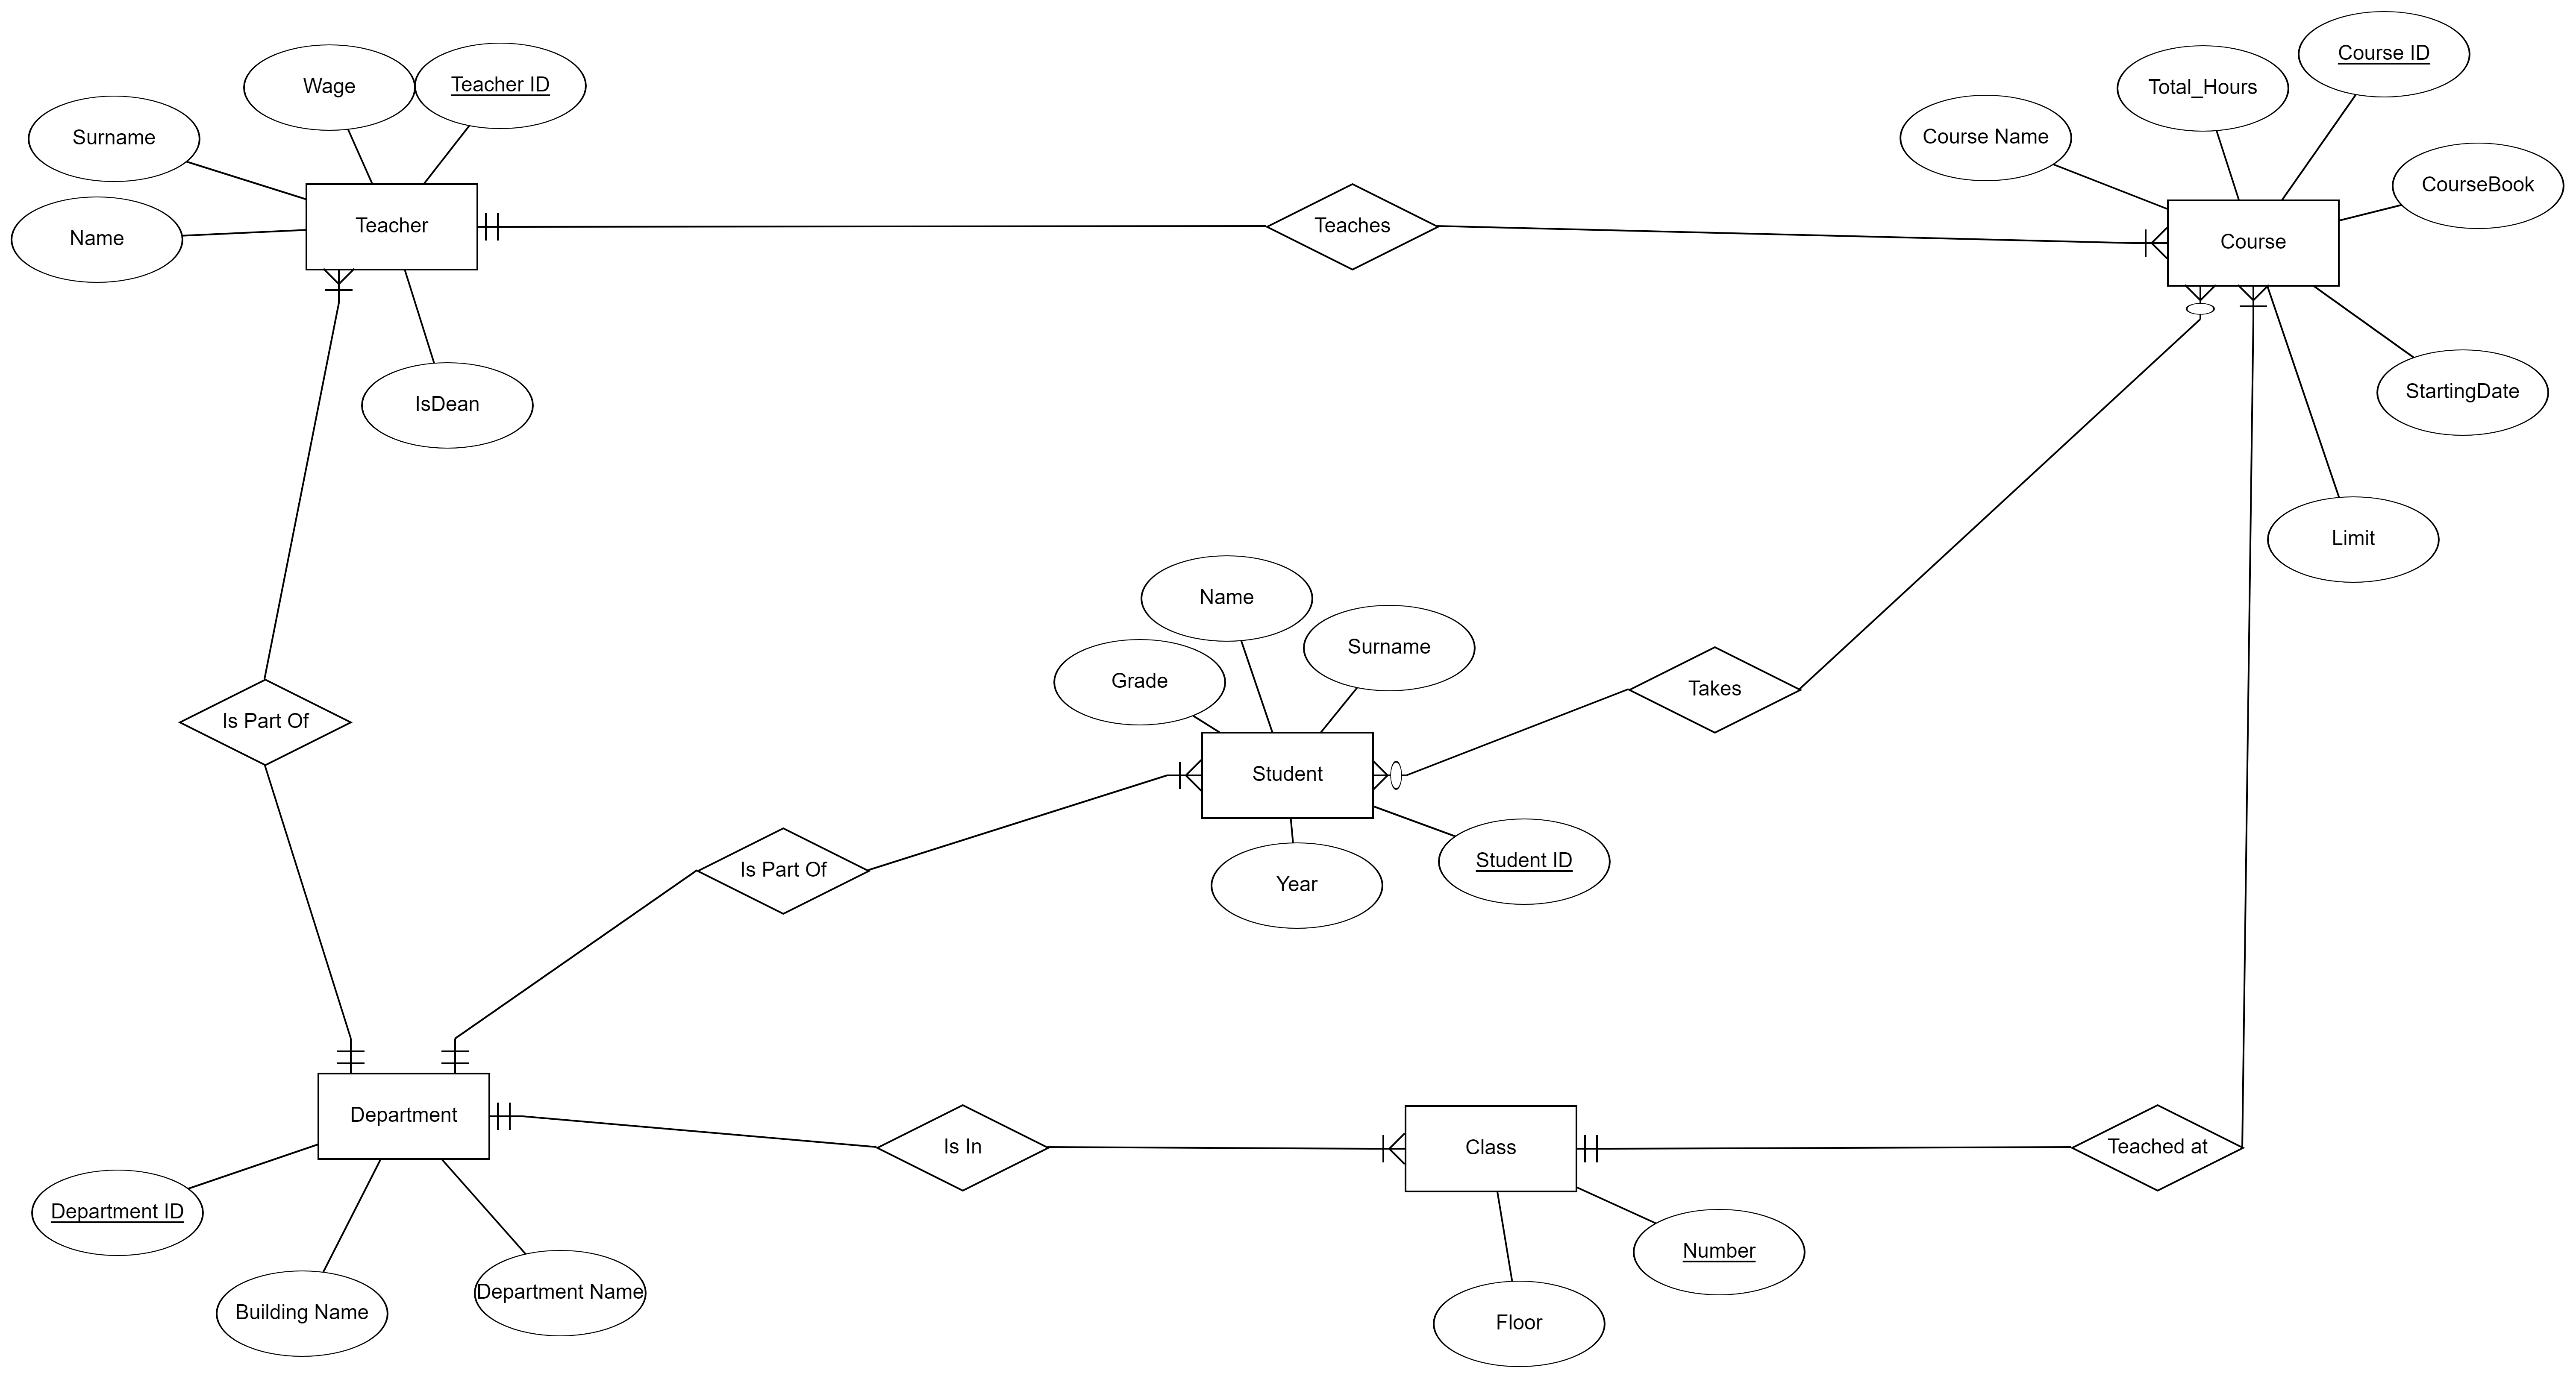 Course ID
Wage
Teacher ID
Total_Hours
Surname
Course Name
CourseBook
Teacher
Teaches
Name
Course
IsDean
StartingDate
Limit
Name
Surname
Grade
Takes
Is Part Of
Student
Is Part Of
Student ID
Year
Department
Is In
Class
Teached at
Department ID
Number
Building Name
Department Name
Floor